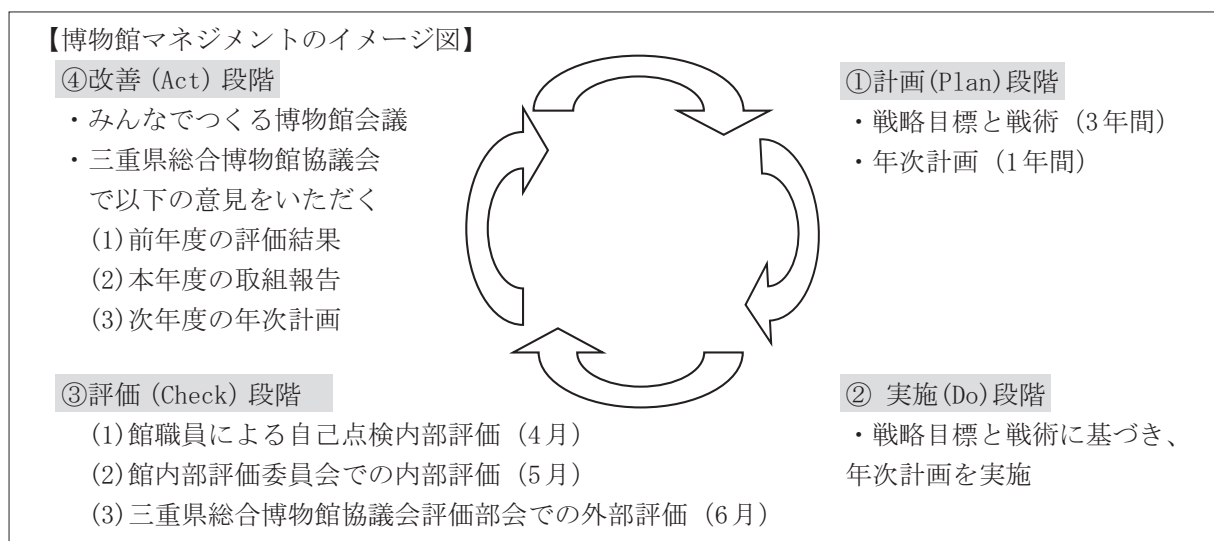 【博物館マネジメントのイメージ図】
④改善(Act)段階
・みんなでつくる博物館会議
・三重県総合博物館協議会
で以下の意見をいただく
(1)前年度の評価結果
(2)本年度の取組報告
(3)次年度の年次計画
①計画(Plan)段階
・戦略目標と戦術(3年間)
・年次計画(1年間)
③評価(Check)段階
(1)館職員による自己点検内部評価(4月)
(2)館内部評価委員会での内部評価(5月)
(3)三重県総合博物館協議会評価部会での外部評価(6月)
② 実施(Do)段階
・戦略目標と戦術に基づき、
年次計画を実施